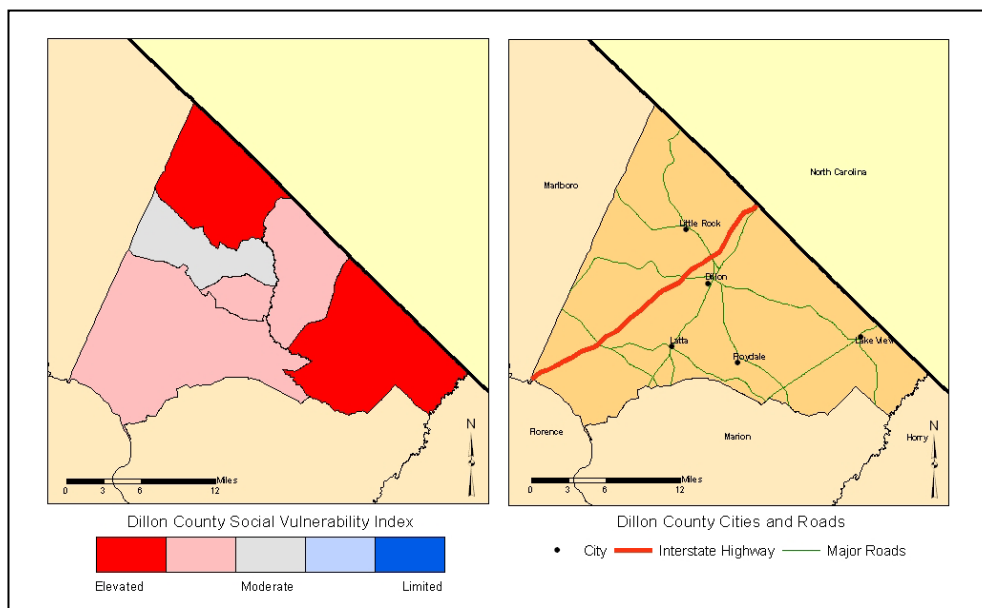 N
0 3 6 12 Miles
Dillon County Social Vulnerability Index
Elevated Moderate Limited
North Carolina
Marlboro
Little Rock
Dillon
Lake View
Latta
Floydale
Florence
Marion
Horry
N
0 3 6 12 Miles
Dillon County Cities and Roads
City Interstate Highway Major Roads